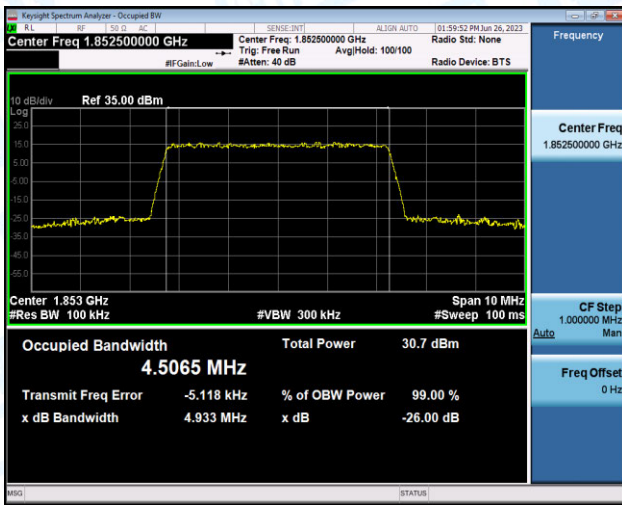 Keysight Spectrum Analyzer - Occupied BW
RL RF 50 Ω AC SENSE:INT ALIGN AUTO 01:59:52 PM Jun 26, 2023
Center Freq 1.852500000 GHz
Center Freq: 1.852500000 GHz Radio Std: None
Trig: Free Run Avg|Hold: 100/100
#IFGain:Low #Atten: 40 dB Radio Device: BTS
10 dB/div Ref 35.00 dBm
Log
25.0
15.0
5.00
-5.00
-15.0
-25.0
-35.0
-45.0
-55.0
Center 1.853 GHz Span 10 MHz
#Res BW 100 kHz #VBW 300 kHz #Sweep 100 ms
Occupied Bandwidth Total Power 30.7 dBm
4.5065 MHz
Transmit Freq Error -5.118 kHz % of OBW Power 99.00 %
x dB Bandwidth 4.933 MHz x dB -26.00 dB
MSG STATUS
Frequency
Center Freq
1.852500000 GHz
CF Step
1.000000 MHz
Auto Man
Freq Offset
0 Hz